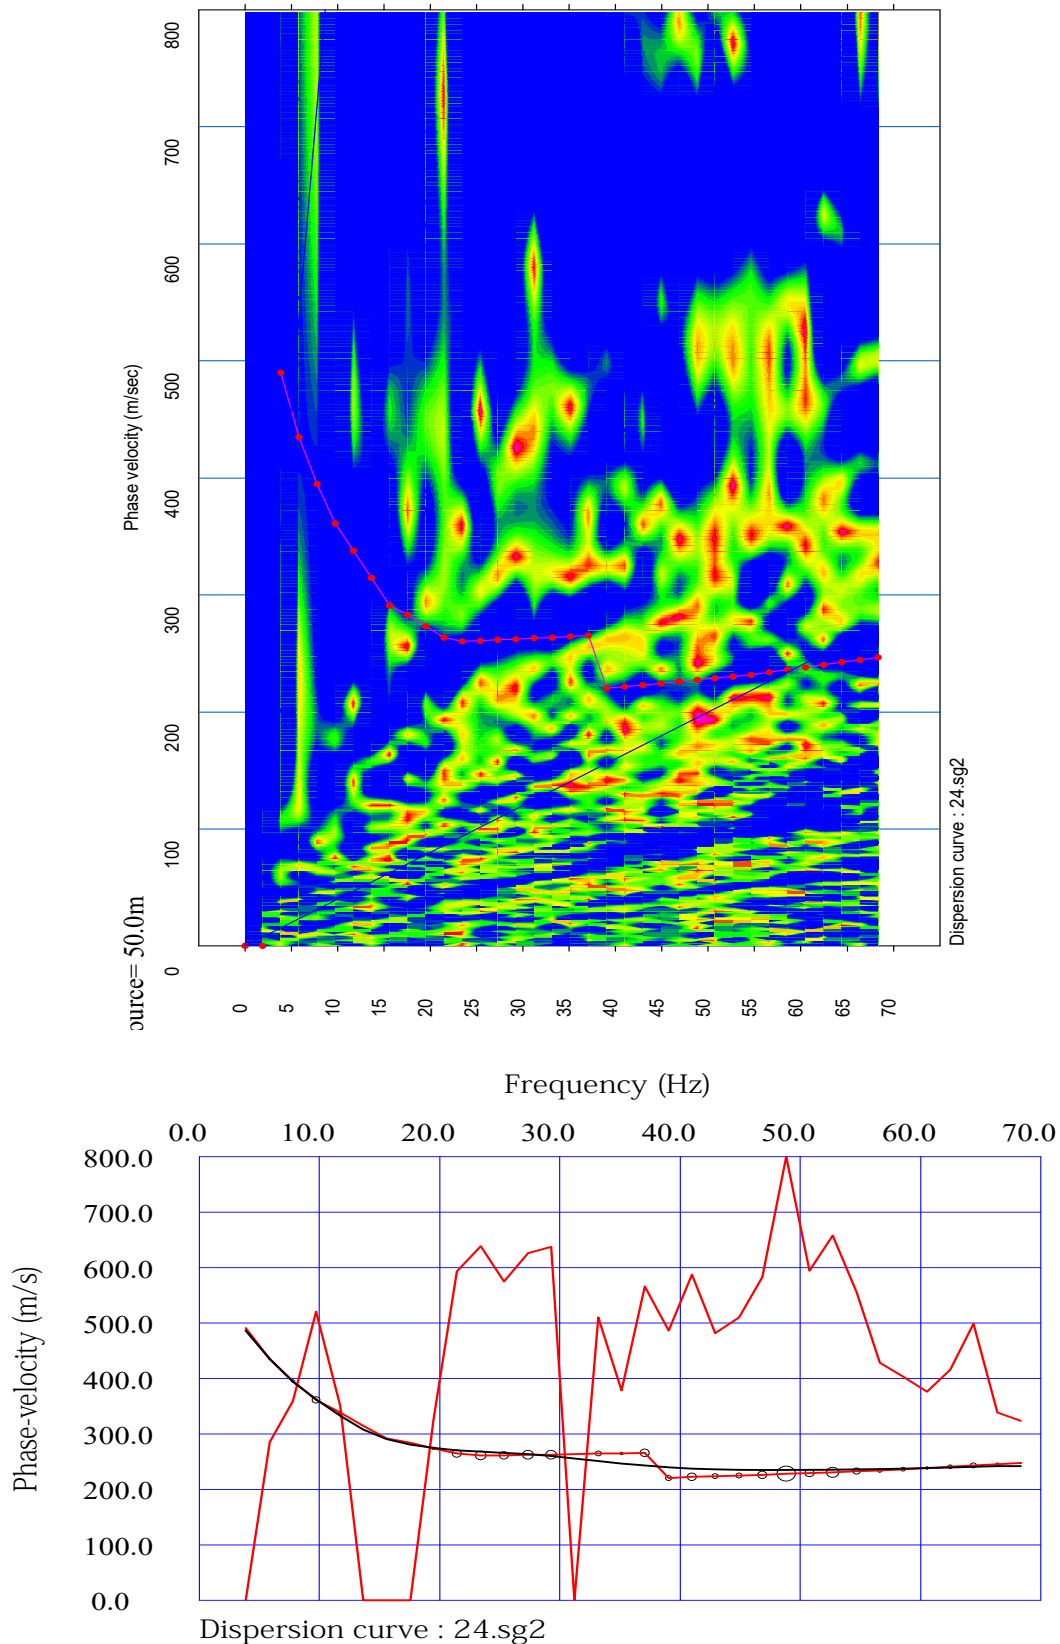 800
700
600
500
400
300
200
100
0
Phase velocity (m/sec)
Dispersion curve : 24.sg2
ource= 50.0m
0 5 10 15 20 25 30 35 40 45 50 55 60 65 70
Frequency (Hz)
0.0 10.0 20.0 30.0 40.0 50.0 60.0 70.0
800.0
700.0
600.0
500.0
400.0
300.0
200.0
100.0
0.0
Phase-velocity (m/s)
Dispersion curve : 24.sg2